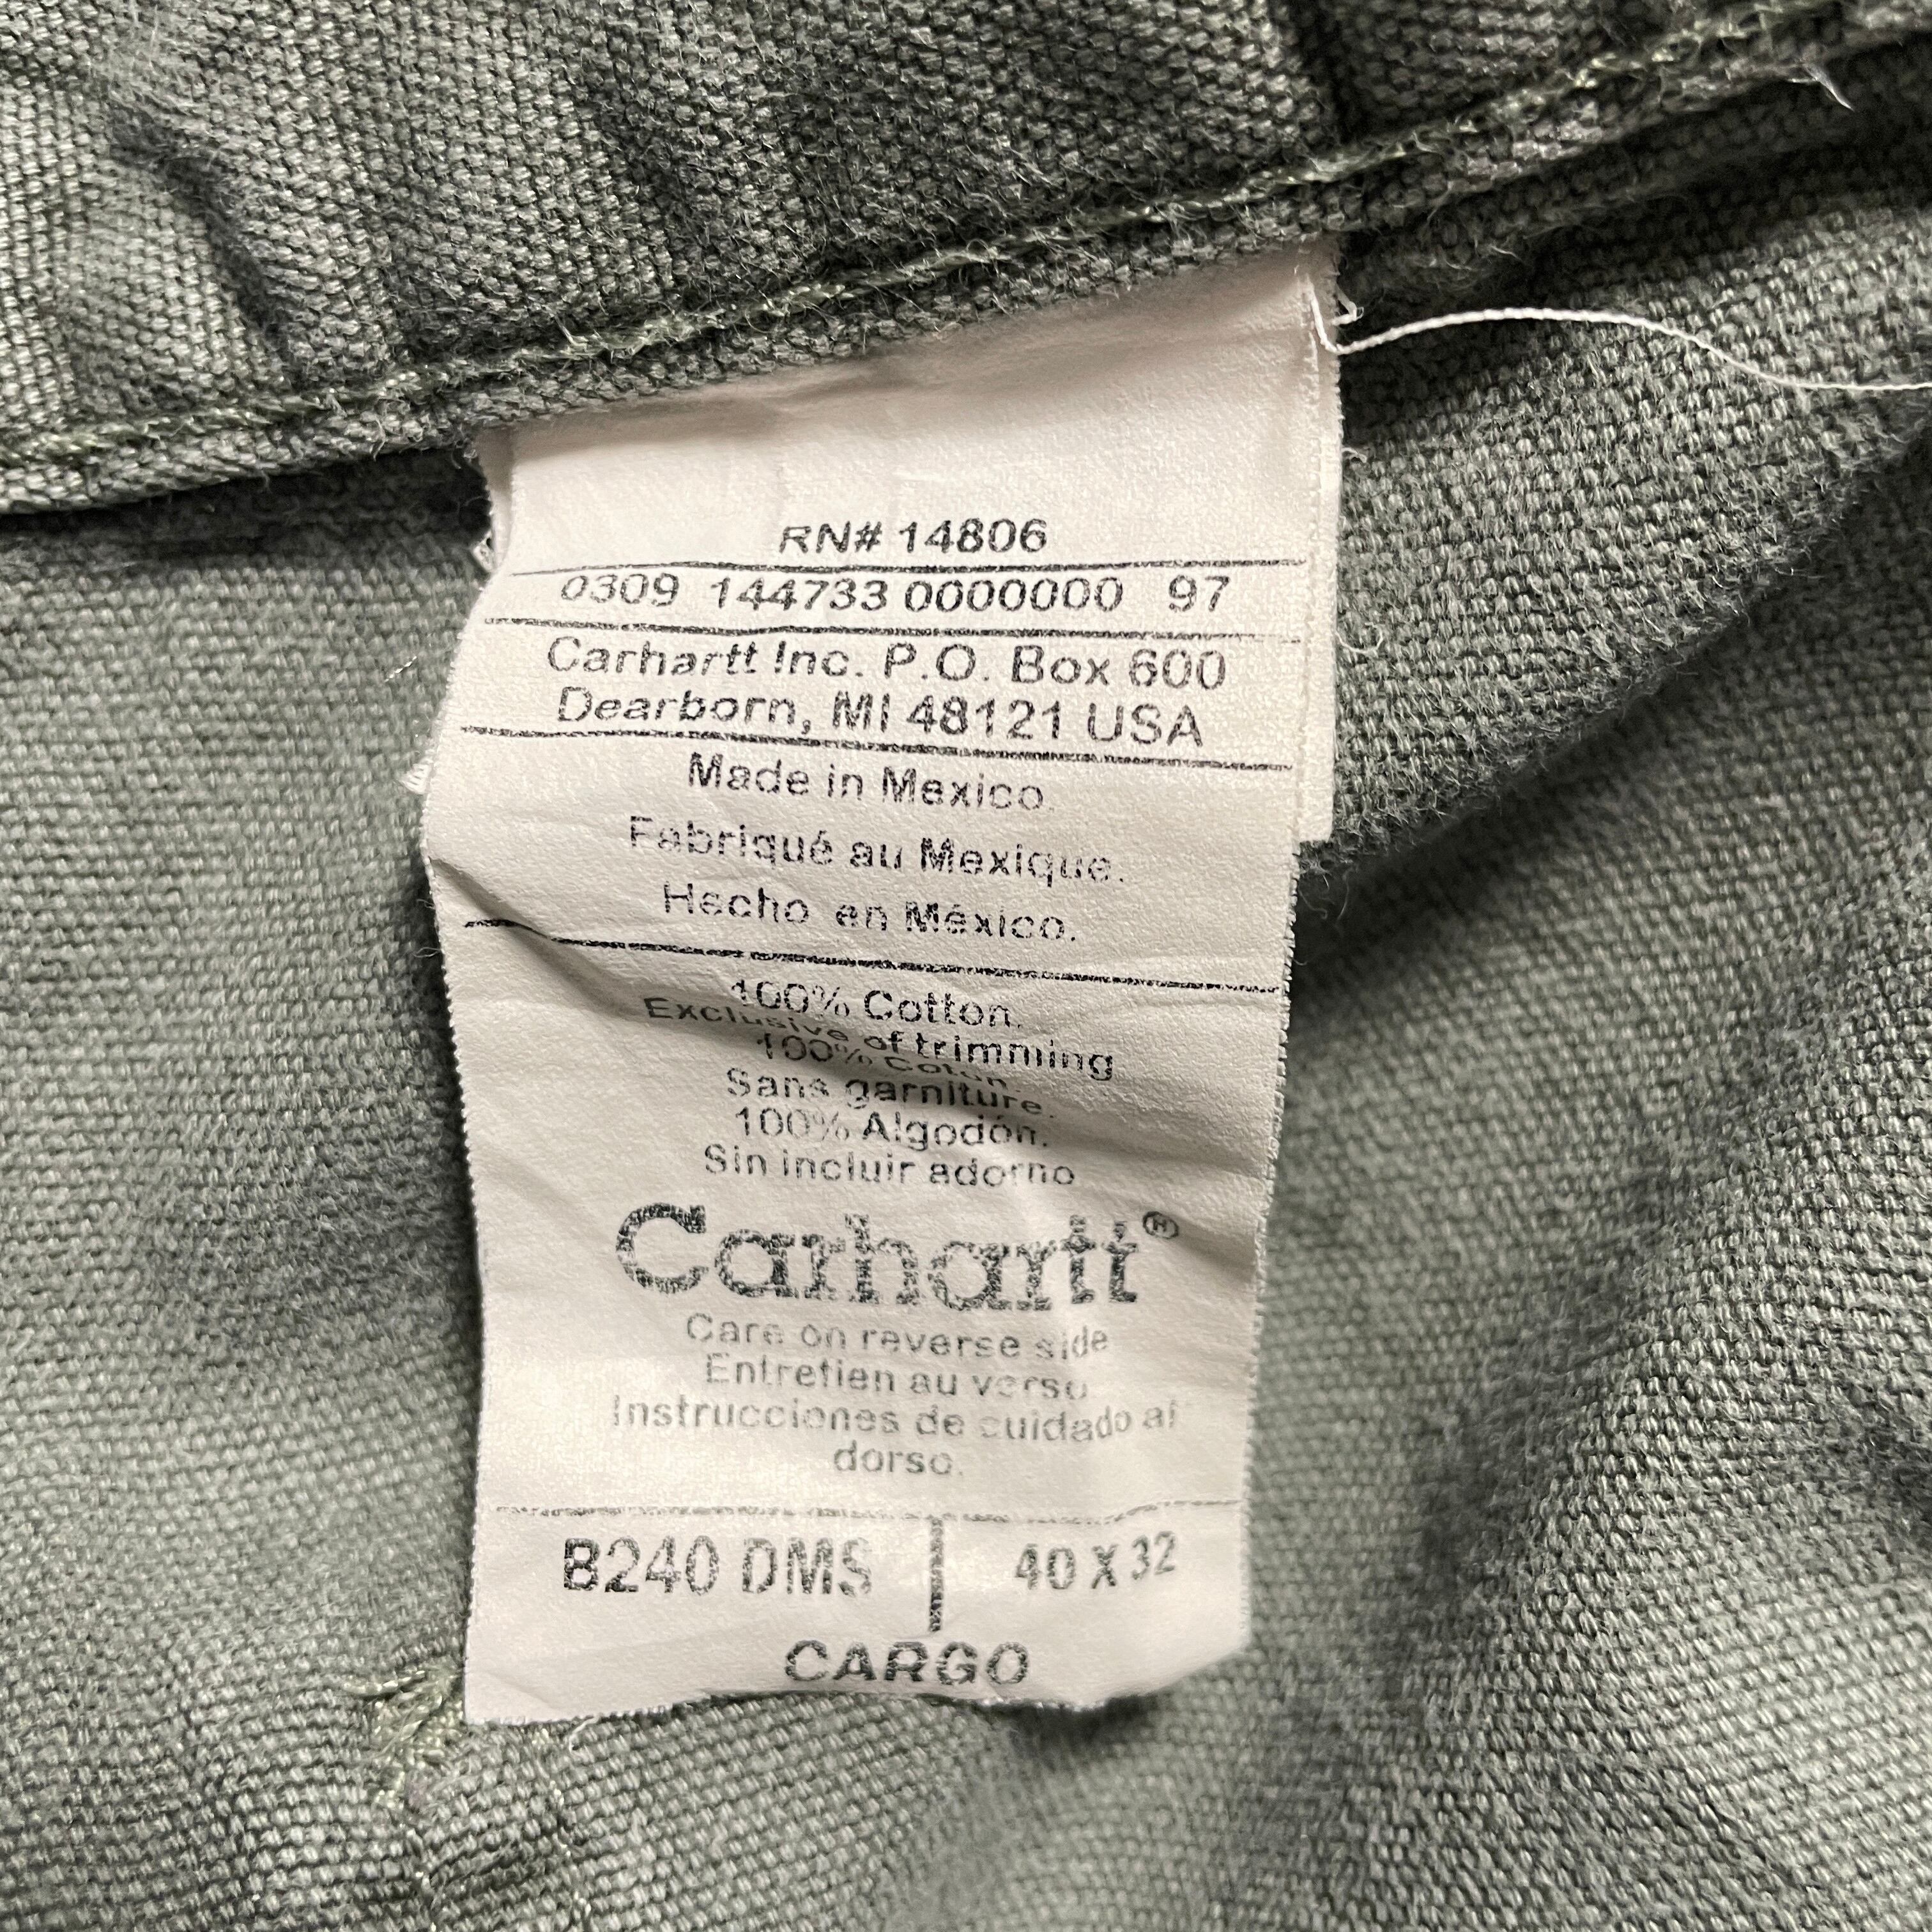 RN# 14806
0309 144733 0000000 97
Carhartt Inc. P.O. Box 600
Dearborn, MI 48121 USA
Made in Mexico.
Fabriqué au Mexique.
Hecho en México.
100% Cotton.
Exclusive of trimming
100% Coton.
Sans garniture.
100% Algodón.
Sin incluir adorno
Carhartt®
Care on reverse side
Entretien au verso
Instrucciones de cuidado al
dorso.
B240 DMS | 40 X 32
CARGO